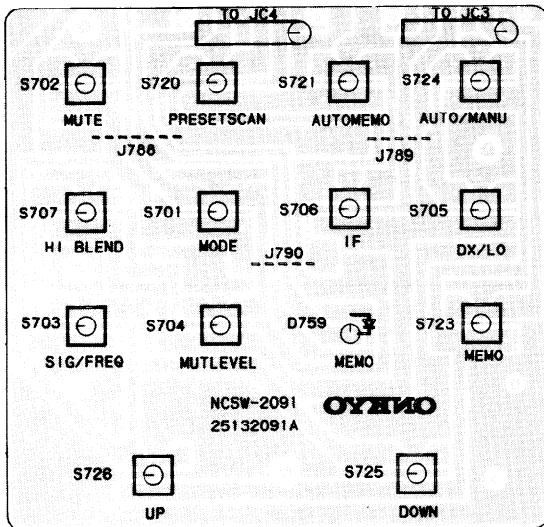 TO JC4 TO JC3
S702 S720 S721 S724
MUTE PRESETSCAN AUTOMEMO AUTO/MANU
J788 J789
S707 S701 S706 S705
HI BLEND MODE IF DX/LO
J790
S703 S704 D759 S723
SIG/FREQ MUTLEVEL MEMO MEMO
NCSW-2091 ONKYO
25132091A
S726 S725
UP DOWN